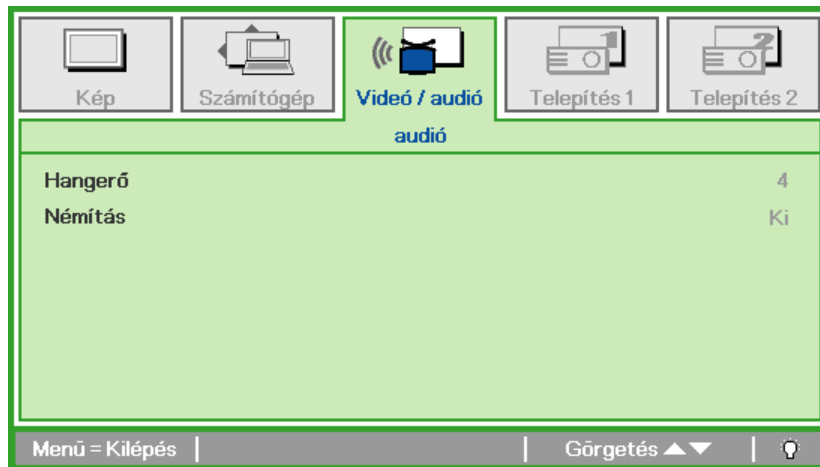 Kép Számítógép Videó / audió Telepítés 1 Telepítés 2
audió
Hangerő 4
Némítás Ki
Menü = Kilépés Görgetés ▲▼